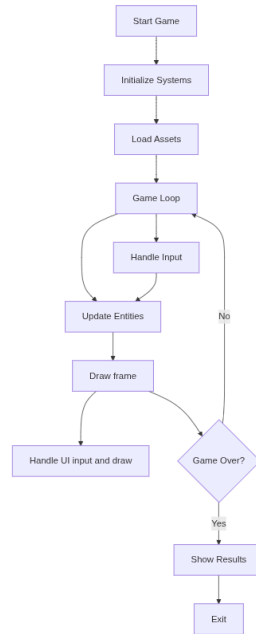 Start Game
Initialize Systems
Load Assets
Game Loop
Handle Input
Update Entities
No
Draw frame
Handle UI input and draw
Game Over?
Yes
Show Results
Exit